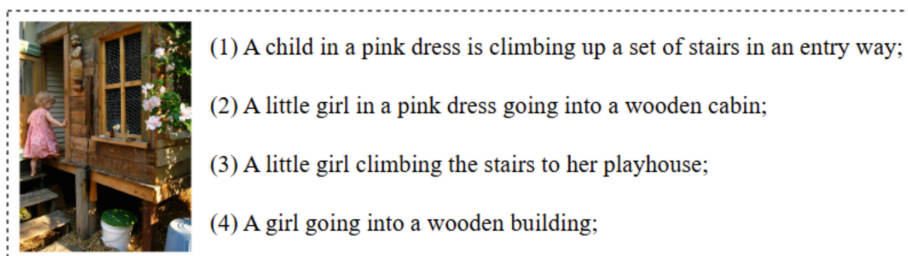 (1) A child in a pink dress is climbing up a set of stairs in an entry way;
(2) A little girl in a pink dress going into a wooden cabin;
(3) A little girl climbing the stairs to her playhouse;
(4) A girl going into a wooden building;